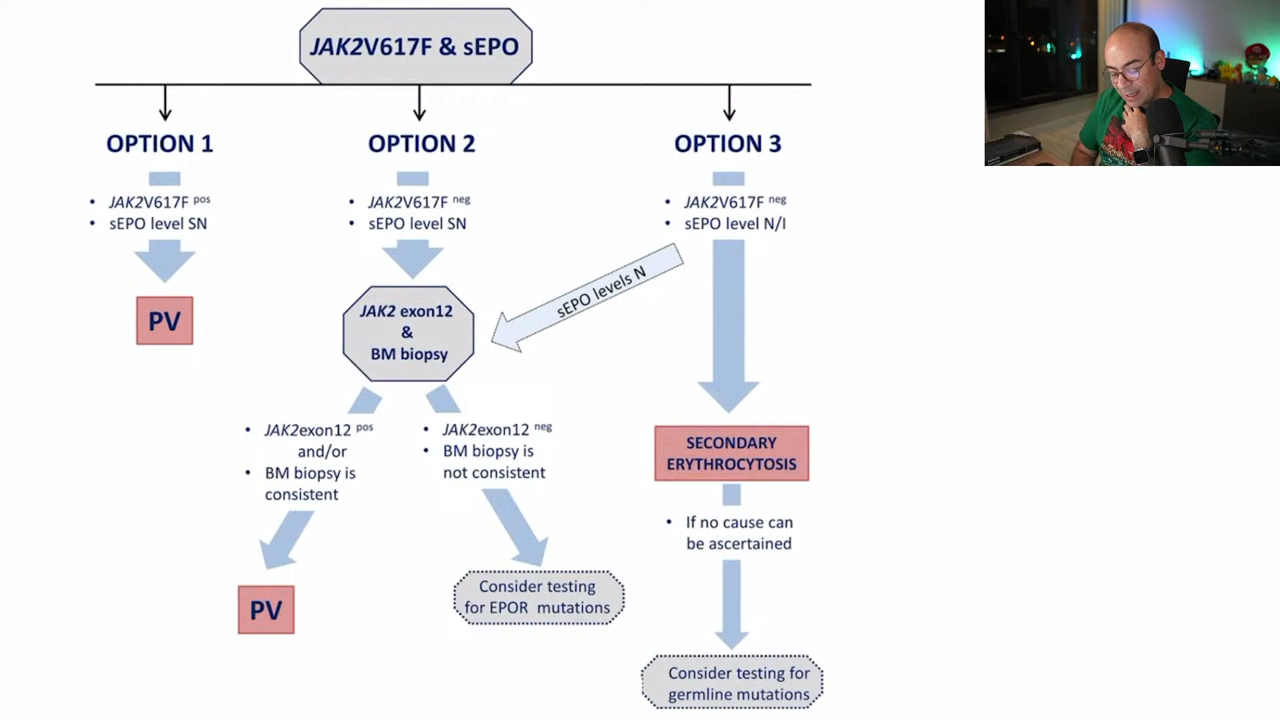 JAK2V617F & sEPO
OPTION 1
• JAK2V617F pos
• sEPO level SN
PV
OPTION 2
• JAK2V617F neg
• sEPO level SN
JAK2 exon12
&
BM biopsy
• JAK2exon12 pos
and/or
• BM biopsy is
consistent
PV
• JAK2exon12 neg
• BM biopsy is
not consistent
Consider testing
for EPOR mutations
OPTION 3
• JAK2V617F neg
• sEPO level N/I
sEPO levels N
SECONDARY
ERYTHROCYTOSIS
• If no cause can
be ascertained
Consider testing for
germline mutations